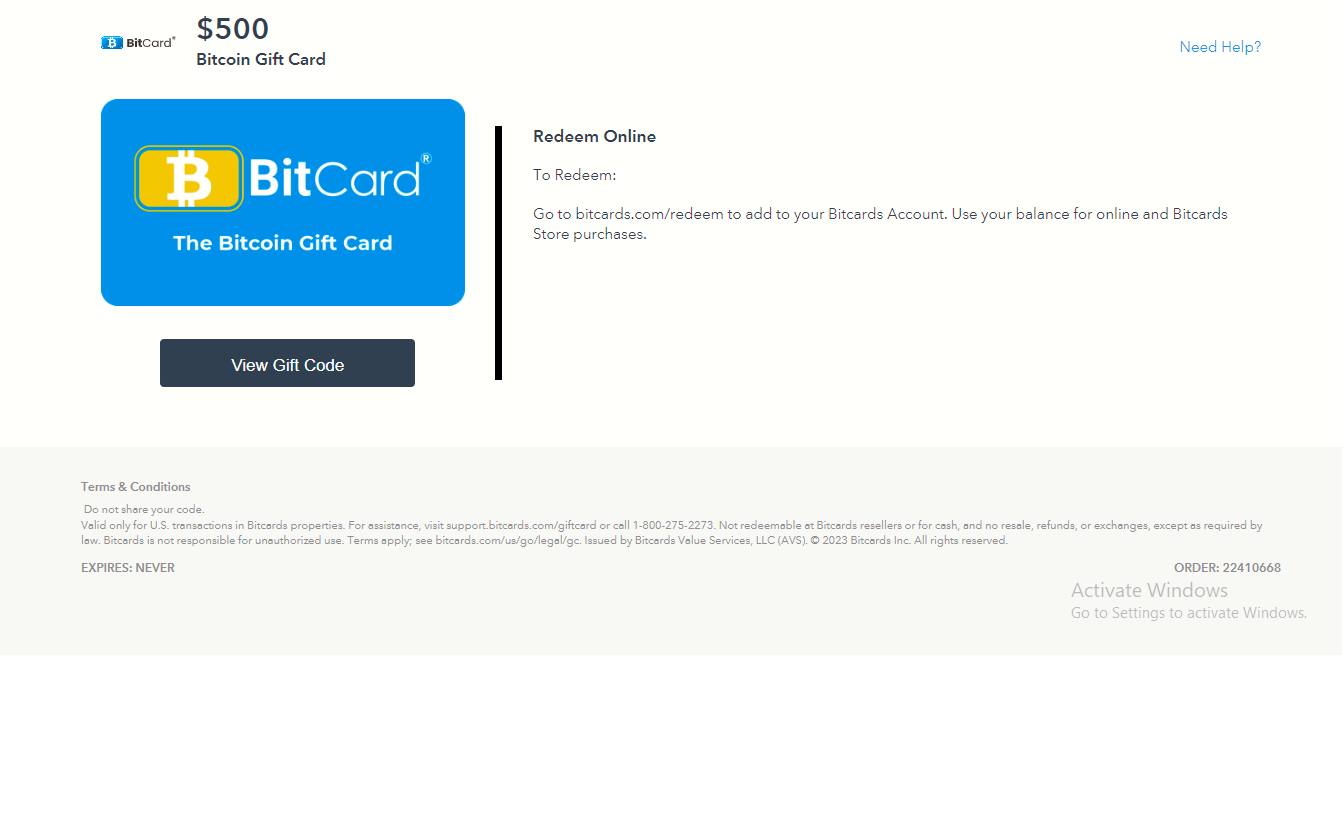 BitCard®
$500
Bitcoin Gift Card
Need Help?
BitCard®
The Bitcoin Gift Card
View Gift Code
Redeem Online
To Redeem:
Go to bitcards.com/redeem to add to your Bitcards Account. Use your balance for online and Bitcards
Store purchases.
Terms & Conditions
Do not share your code.
Valid only for U.S. transactions in Bitcards properties. For assistance, visit support.bitcards.com/giftcard or call 1-800-275-2273. Not redeemable at Bitcards resellers or for cash, and no resale, refunds, or exchanges, except as required by
law. Bitcards is not responsible for unauthorized use. Terms apply; see bitcards.com/us/go/legal/gc. Issued by Bitcards Value Services, LLC (AVS). © 2023 Bitcards Inc. All rights reserved.
EXPIRES: NEVER
ORDER: 22410668
Activate Windows
Go to Settings to activate Windows.